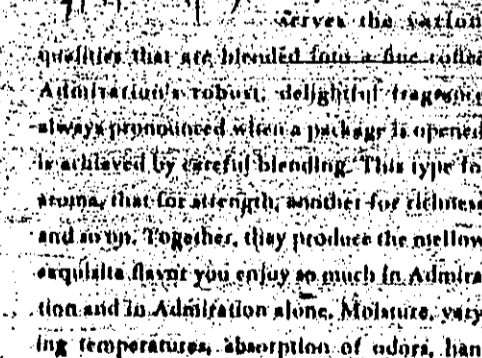 serves the variou
qualities that are blended into a fine coffee
Admiration's robust, delightful fragrance
always pronounced when a package is opened
is achieved by careful blending. This type fo
aroma, that for strength, another for richness
and so on. Together, they produce the mellow
exquisite flavor you enjoy so much in Admira
tion and in Admiration alone. Moisture, vary
ing temperatures, absorption of odors, han